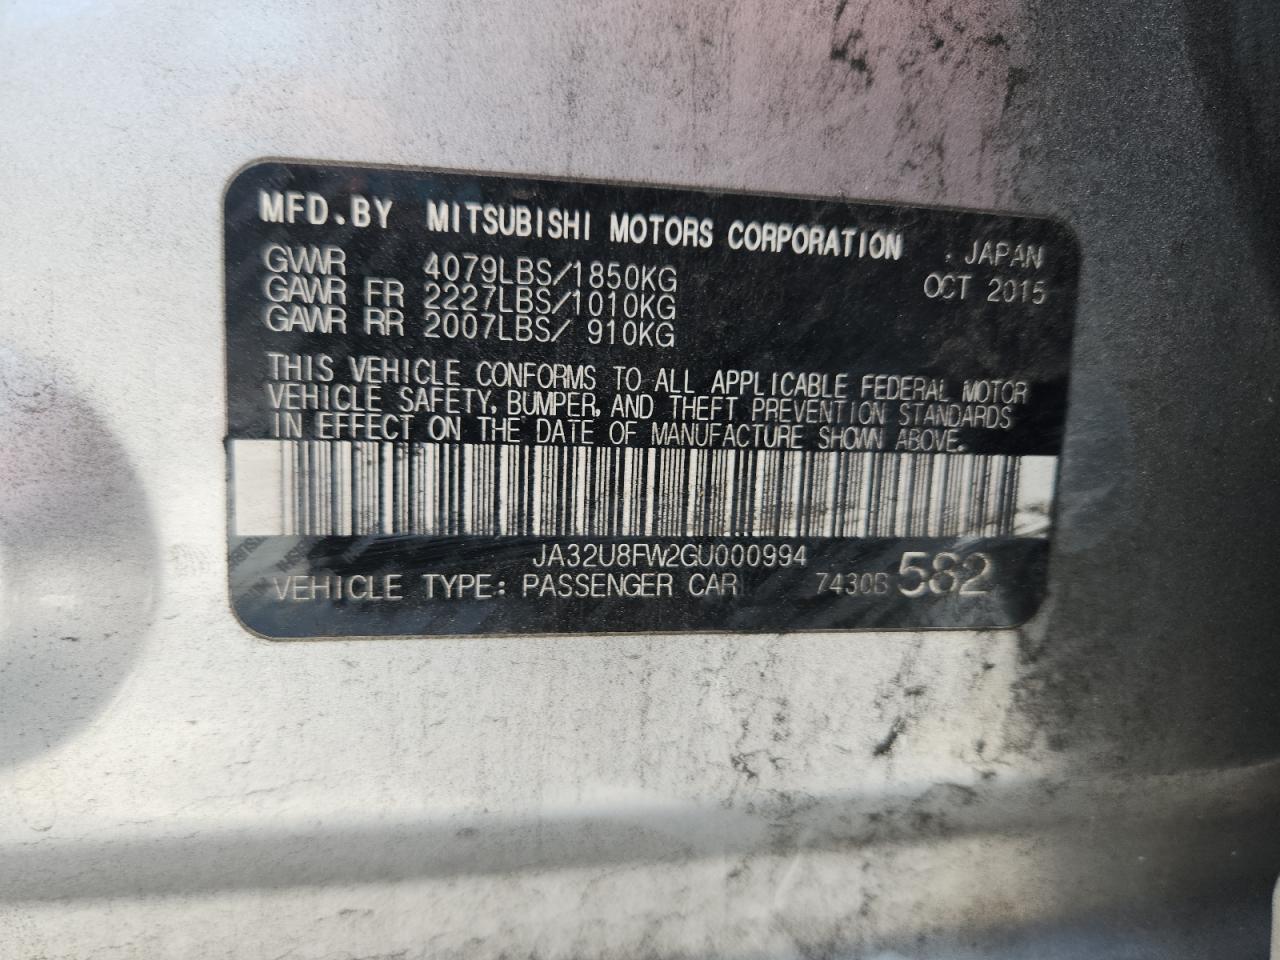 MFD.BY MITSUBISHI MOTORS CORPORATION , JAPAN
GVWR 4079LBS/1850KG OCT 2015
GAWR FR 2227LBS/1010KG
GAWR RR 2007LBS/ 910KG
THIS VEHICLE CONFORMS TO ALL APPLICABLE FEDERAL MOTOR
VEHICLE SAFETY, BUMPER, AND THEFT PREVENTION STANDARDS
IN EFFECT ON THE DATE OF MANUFACTURE SHOWN ABOVE.
JA32U8FW2GU000994
VEHICLE TYPE: PASSENGER CAR 7430B 582